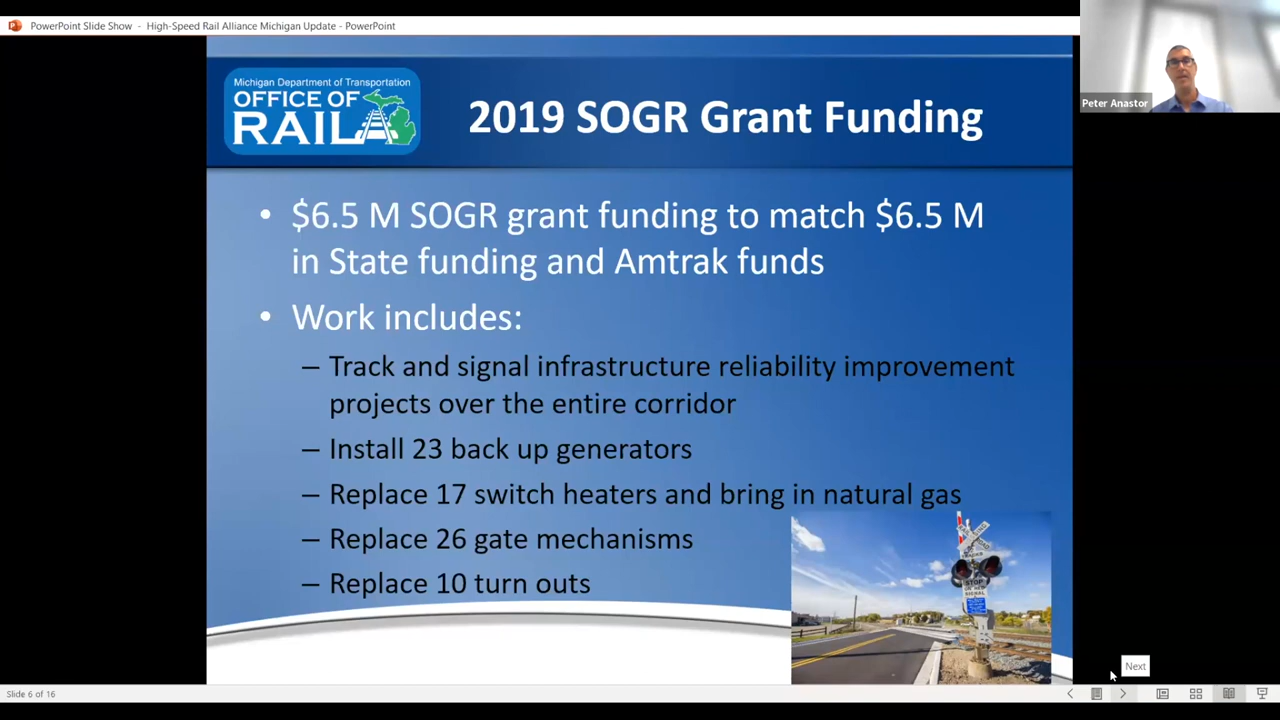 PowerPoint Slide Show - High-Speed Rail Alliance Michigan Update - PowerPoint
Peter Anastor
Michigan Department of Transportation
OFFICE OF
RAIL
2019 SOGR Grant Funding
• $6.5 M SOGR grant funding to match $6.5 M
in State funding and Amtrak funds
• Work includes:
– Track and signal infrastructure reliability improvement
projects over the entire corridor
– Install 23 back up generators
– Replace 17 switch heaters and bring in natural gas
– Replace 26 gate mechanisms
– Replace 10 turn outs
STOP
ON RED
SIGNAL
Next
Slide 6 of 16